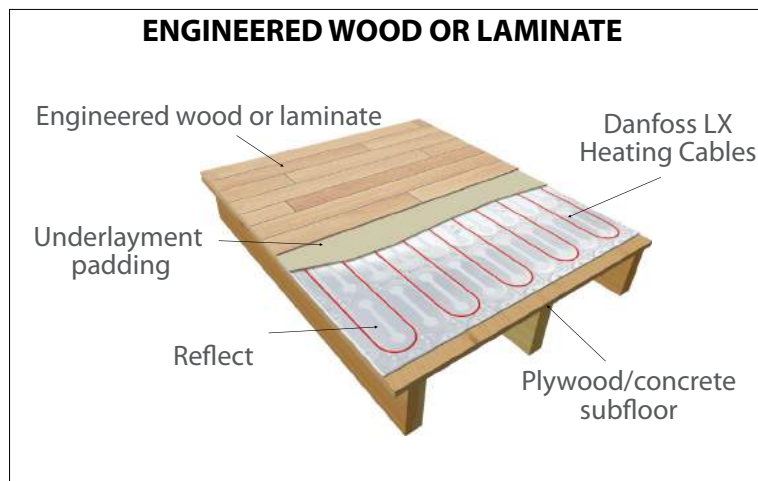 ENGINEERED WOOD OR LAMINATE
Engineered wood or laminate
Danfoss LX
Heating Cables
Underlayment
padding
Reflect
Plywood/concrete
subfloor